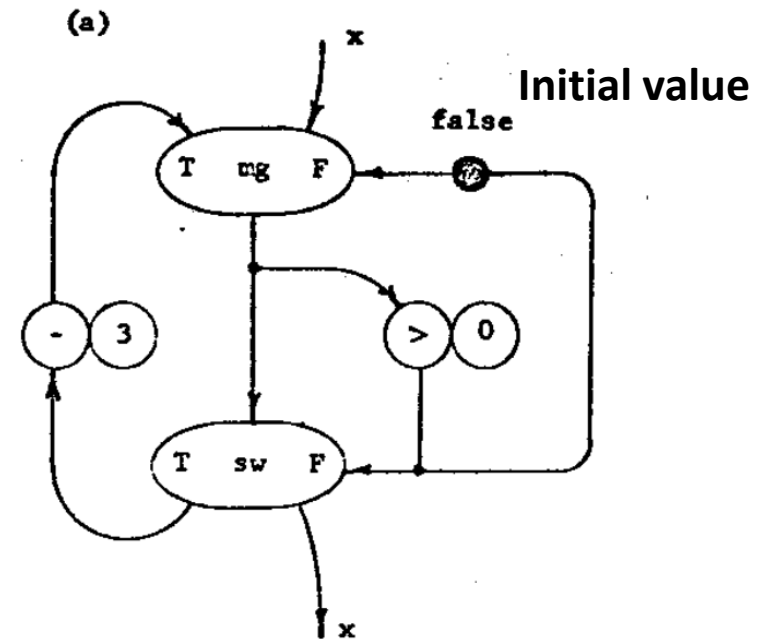 (a)
x
Initial value
false
T mg F
- 3
> 0
T sw F
x